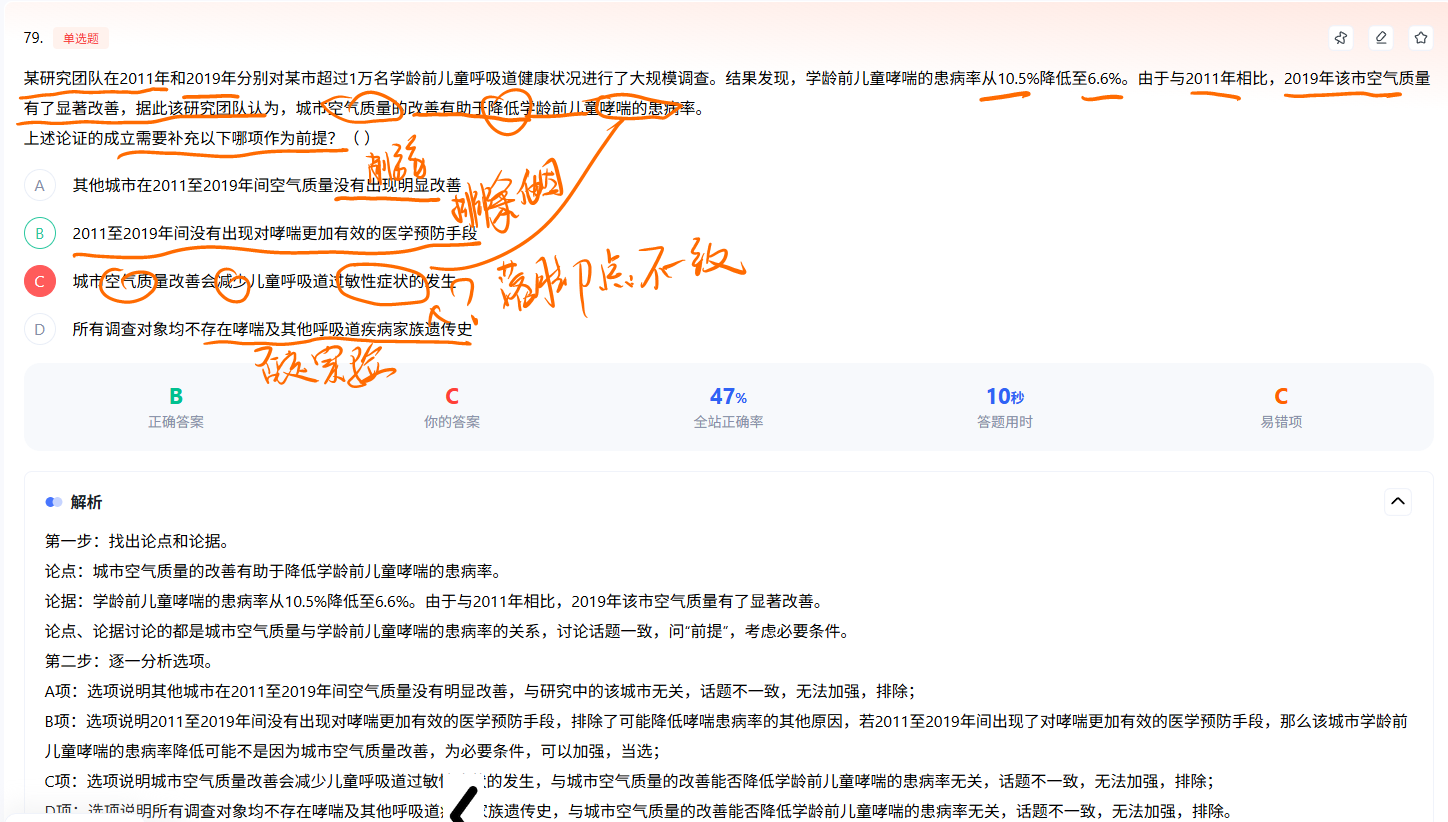 79. 单选题
某研究团队在2011年和2019年分别对某市超过1万名学龄前儿童呼吸道健康状况进行了大规模调查。结果发现，学龄前儿童哮喘的患病率从10.5%降低至6.6%。由于与2011年相比，2019年该市空气质量
有了显著改善，据此该研究团队认为，城市空气质量的改善有助于降低学龄前儿童哮喘的患病率。
上述论证的成立需要补充以下哪项作为前提？（ ）
削弱
A 其他城市在2011至2019年间空气质量没有出现明显改善
排除他因
B 2011至2019年间没有出现对哮喘更加有效的医学预防手段
C 城市空气质量改善会减少儿童呼吸道过敏性症状的发生
？ 落脚点不一致
D 所有调查对象均不存在哮喘及其他呼吸道疾病家族遗传史
否定实验
B C 47% 10秒 C
正确答案 你的答案 全站正确率 答题用时 易错项
解析
第一步：找出论点和论据。
论点：城市空气质量的改善有助于降低学龄前儿童哮喘的患病率。
论据：学龄前儿童哮喘的患病率从10.5%降低至6.6%。由于与2011年相比，2019年该市空气质量有了显著改善。
论点、论据讨论的都是城市空气质量与学龄前儿童哮喘的患病率的关系，讨论话题一致，问“前提”，考虑必要条件。
第二步：逐一分析选项。
A项：选项说明其他城市在2011至2019年间空气质量没有明显改善，与研究中的该城市无关，话题不一致，无法加强，排除；
B项：选项说明2011至2019年间没有出现对哮喘更加有效的医学预防手段，排除了可能降低哮喘患病率的其他原因，若2011至2019年间出现了对哮喘更加有效的医学预防手段，那么该城市学龄前
儿童哮喘的患病率降低可能不是因为城市空气质量改善，为必要条件，可以加强，当选；
C项：选项说明城市空气质量改善会减少儿童呼吸道过敏 的发生，与城市空气质量的改善能否降低学龄前儿童哮喘的患病率无关，话题不一致，无法加强，排除；
D项：选项说明所有调查对象均不存在哮喘及其他呼吸道 家族遗传史，与城市空气质量的改善能否降低学龄前儿童哮喘的患病率无关，话题不一致，无法加强，排除。